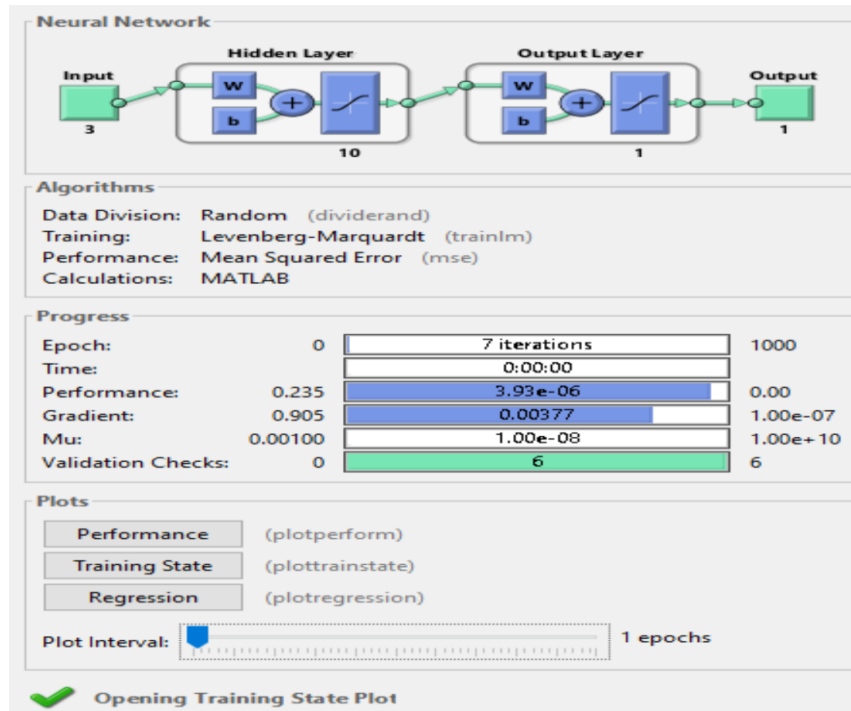 Neural Network
Hidden Layer
Output Layer
Input
Output
W
W
b
b
+
+
3
10
1
1
Algorithms
Data Division: Random (dividerand)
Training: Levenberg-Marquardt (trainlm)
Performance: Mean Squared Error (mse)
Calculations: MATLAB
Progress
Epoch: 0 7 iterations 1000
Time: 0:00:00
Performance: 0.235 3.93e-06 0.00
Gradient: 0.905 0.00377 1.00e-07
Mu: 0.00100 1.00e-08 1.00e+10
Validation Checks: 0 6 6
Plots
Performance (plotperform)
Training State (plottrainstate)
Regression (plotregression)
Plot Interval: 1 epochs
Opening Training State Plot